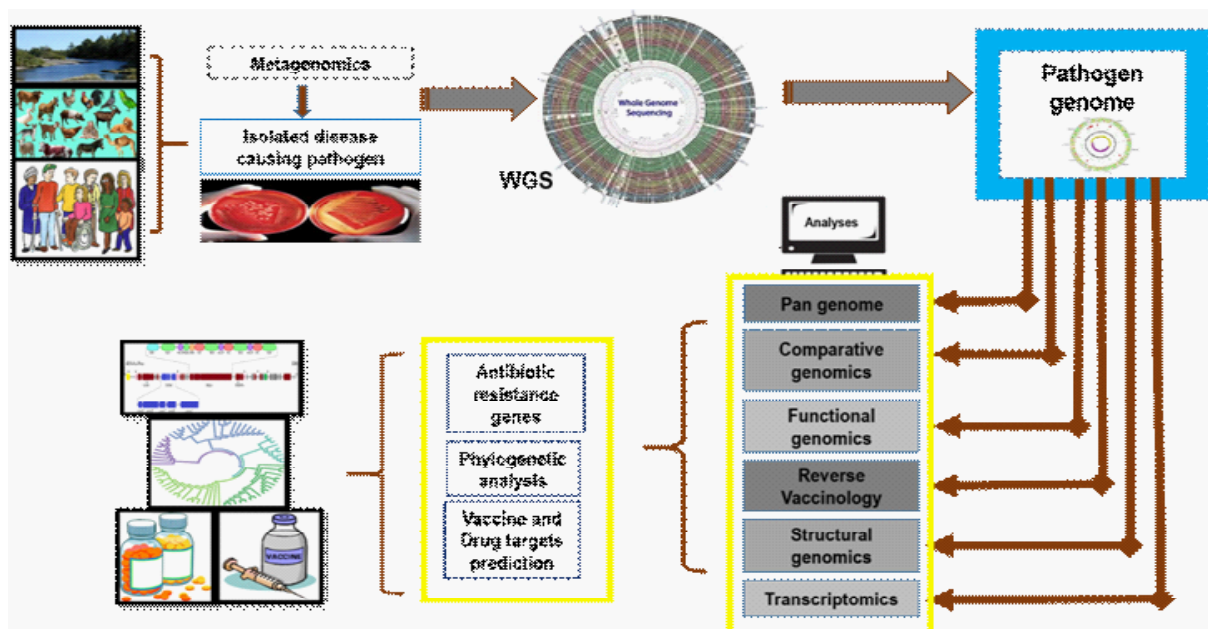 Metagenomics
Isolated disease
causing pathogen
Whole Genome
Sequencing
WGS
Pathogen
genome
Analyses
Pan genome
Comparative
genomics
Functional
genomics
Reverse
Vaccinology
Structural
genomics
Transcriptomics
Antibiotic
resistance
genes
Phylogenetic
analysis
Vaccine and
Drug targets
prediction
VACCINE